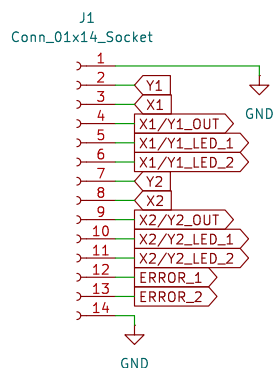 J1
Conn_01x14_Socket
1
GND
2 Y1
3 X1
4 X1/Y1_OUT
5 X1/Y1_LED_1
6 X1/Y1_LED_2
7 Y2
8 X2
9 X2/Y2_OUT
10 X2/Y2_LED_1
11 X2/Y2_LED_2
12 ERROR_1
13 ERROR_2
14
GND